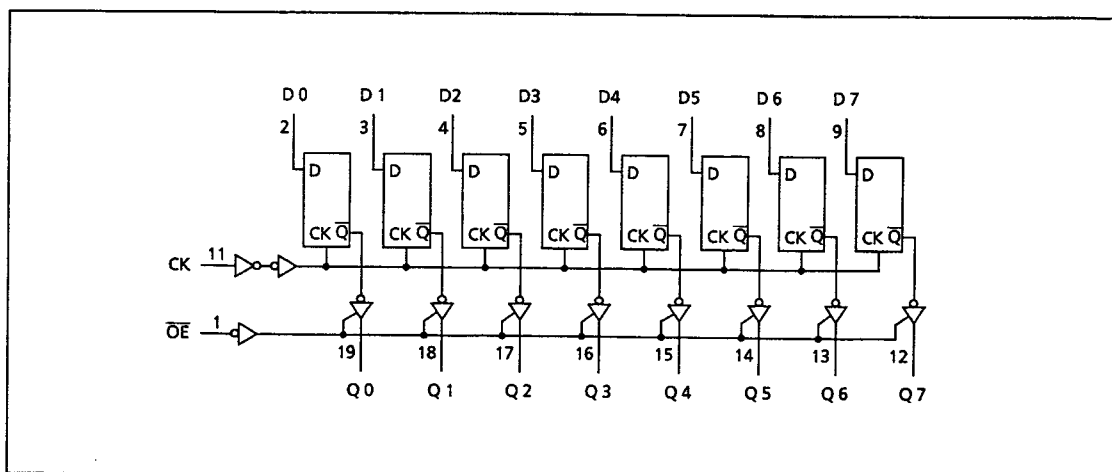 D0 D1 D2 D3 D4 D5 D6 D7
2 3 4 5 6 7 8 9
D D D D D D D D
CK Q̅ CK Q̅ CK Q̅ CK Q̅ CK Q̅ CK Q̅ CK Q̅ CK Q̅
CK 11
O̅E̅ 1
19 18 17 16 15 14 13 12
Q0 Q1 Q2 Q3 Q4 Q5 Q6 Q7